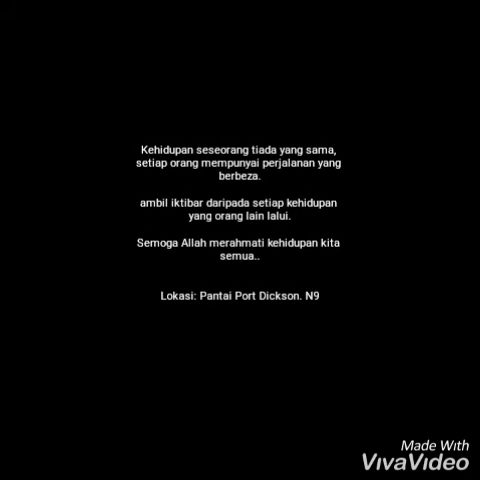 Kehidupan seseorang tiada yang sama,
setiap orang mempunyai perjalanan yang
berbeza.
ambil iktibar daripada setiap kehidupan
yang orang lain lalui.
Semoga Allah merahmati kehidupan kita
semua..
Lokasi: Pantai Port Dickson. N9
Made With
VivaVideo